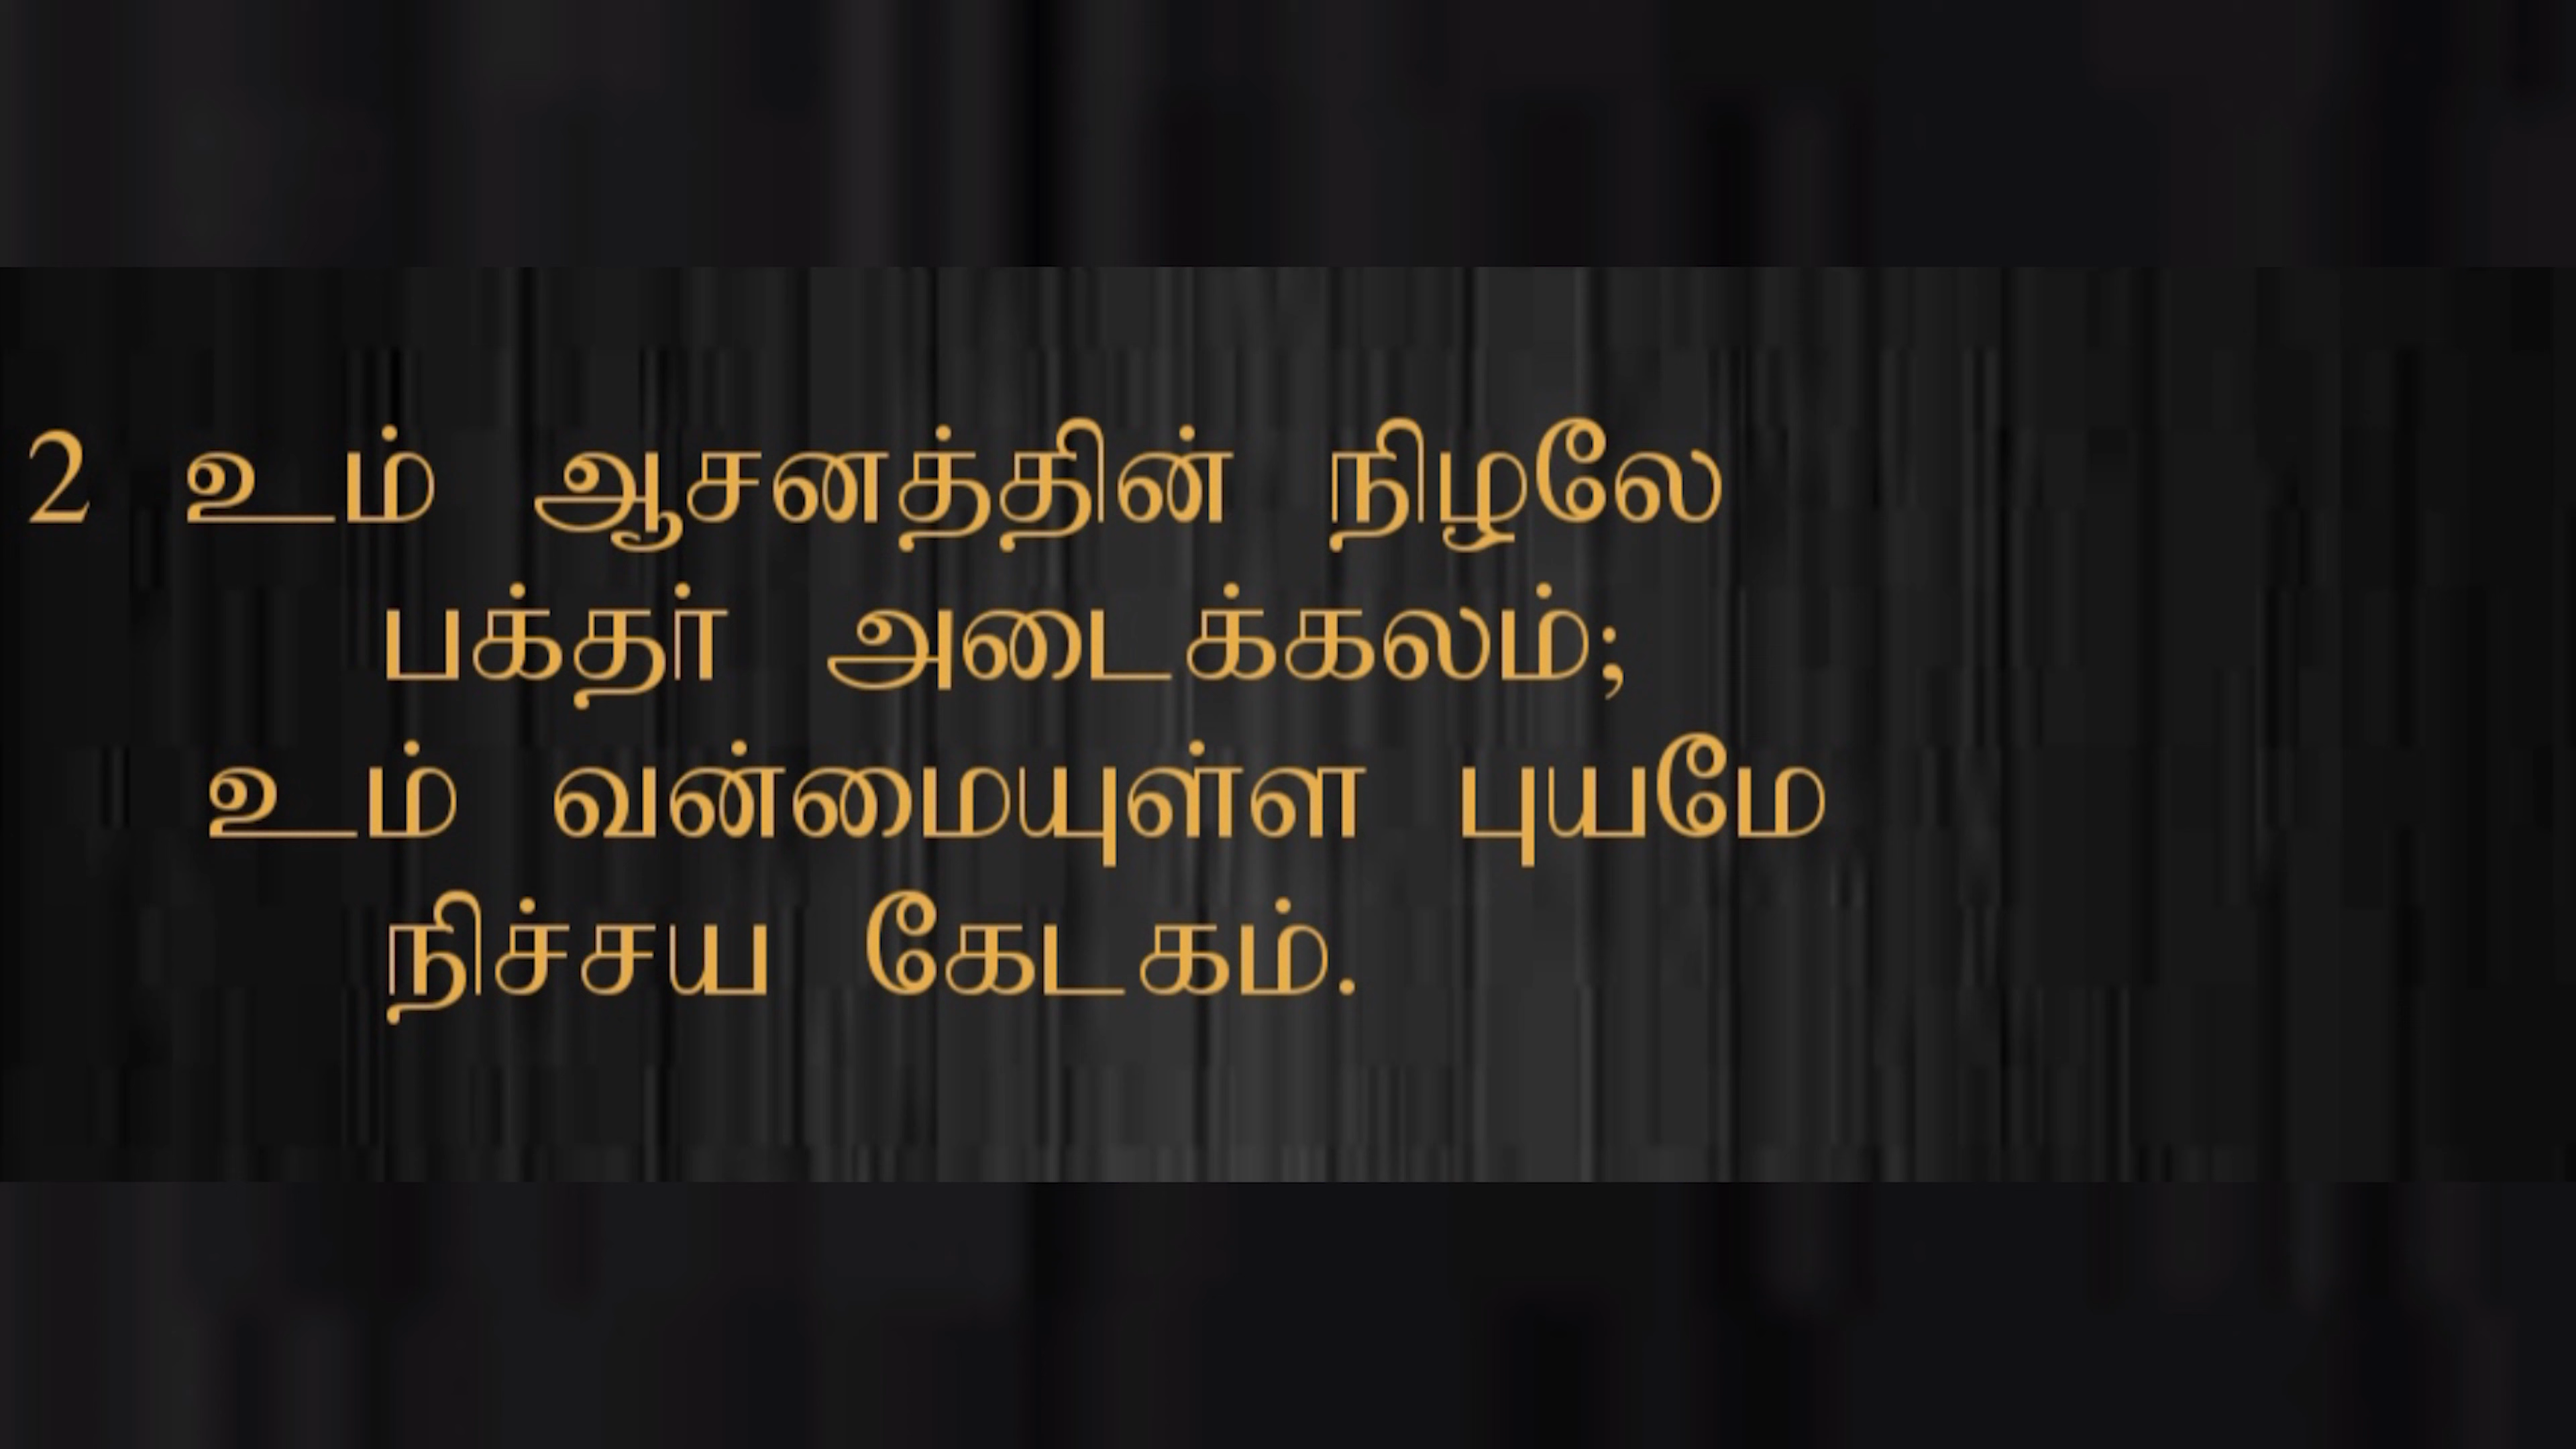 2 உம் ஆசனத்தின் நிழலே
பக்தர் அடைக்கலம்;
உம் வன்மையுள்ள புயமே
நிச்சய கேடகம்.